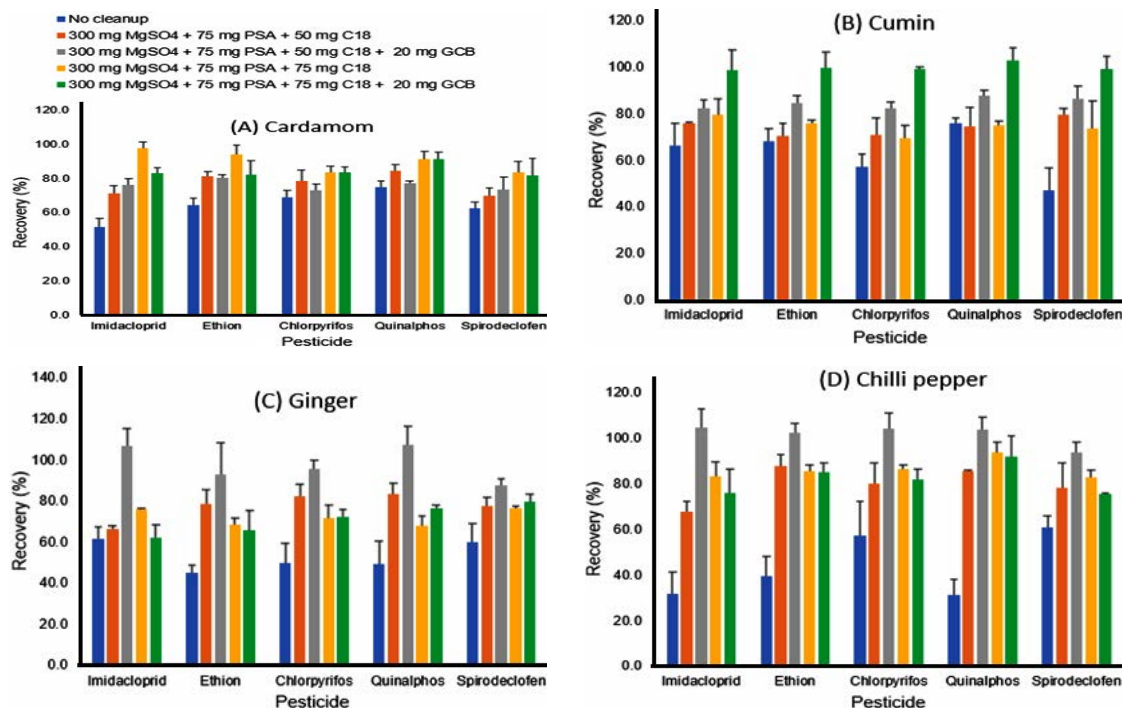 No cleanup
300 mg MgSO4 + 75 mg PSA + 50 mg C18
300 mg MgSO4 + 75 mg PSA + 50 mg C18 + 20 mg GCB
300 mg MgSO4 + 75 mg PSA + 75 mg C18
300 mg MgSO4 + 75 mg PSA + 75 mg C18 + 20 mg GCB
(A) Cardamom
Recovery (%)
120.0
100.0
80.0
60.0
40.0
20.0
0.0
Imidacloprid Ethion Chlorpyrifos Quinalphos Spirodeclofen
Pesticide
(B) Cumin
Recovery (%)
120.0
100.0
80.0
60.0
40.0
20.0
0.0
Imidacloprid Ethion Chlorpyrifos Quinalphos Spirodeclofen
Pesticide
(C) Ginger
Recovery (%)
140.0
120.0
100.0
80.0
60.0
40.0
20.0
0.0
Imidacloprid Ethion Chlorpyrifos Quinalphos Spirodeclofen
Pesticide
(D) Chilli pepper
Recovery (%)
120.0
100.0
80.0
60.0
40.0
20.0
0.0
Imidacloprid Ethion Chlorpyrifos Quinalphos Spirodeclofen
Pesticide